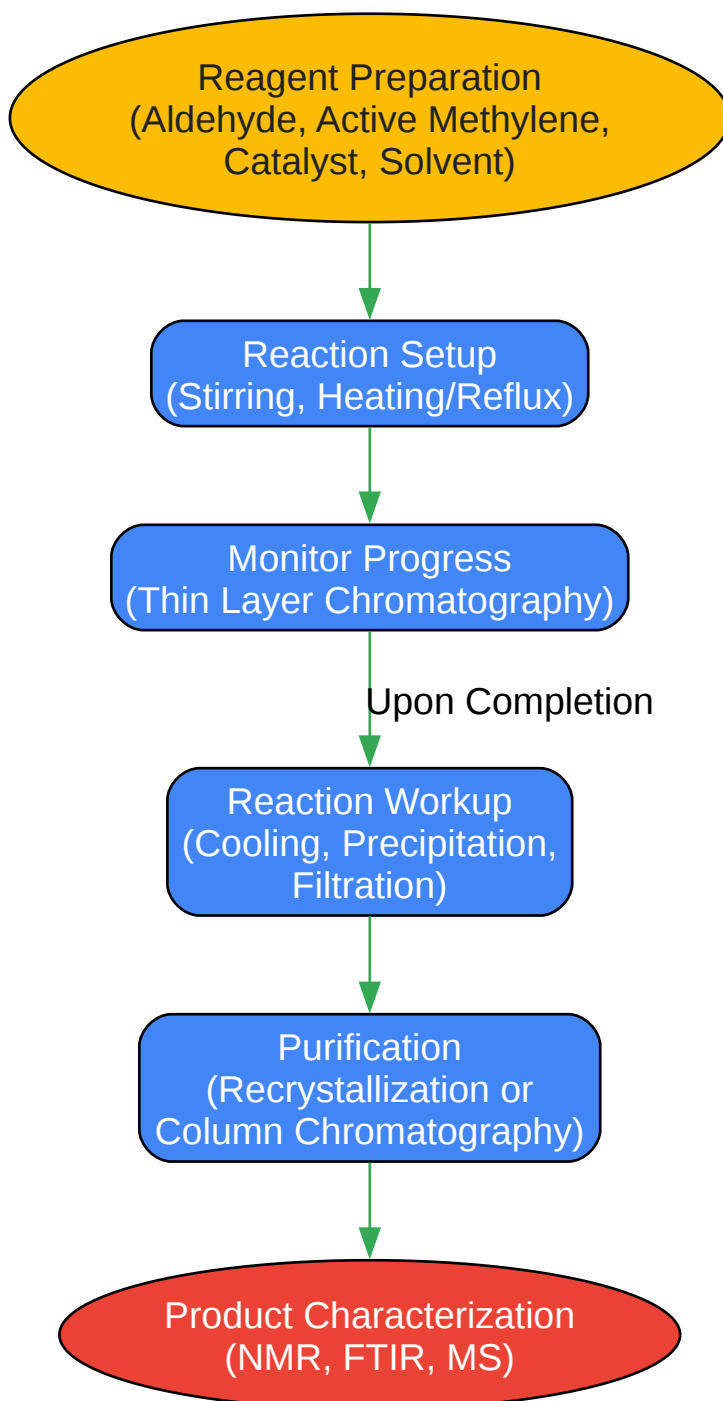 Reagent Preparation
(Aldehyde, Active Methylene,
Catalyst, Solvent)
Reaction Setup
(Stirring, Heating/Reflux)
Monitor Progress
(Thin Layer Chromatography)
Upon Completion
Reaction Workup
(Cooling, Precipitation,
Filtration)
Purification
(Recrystallization or
Column Chromatography)
Product Characterization
(NMR, FTIR, MS)